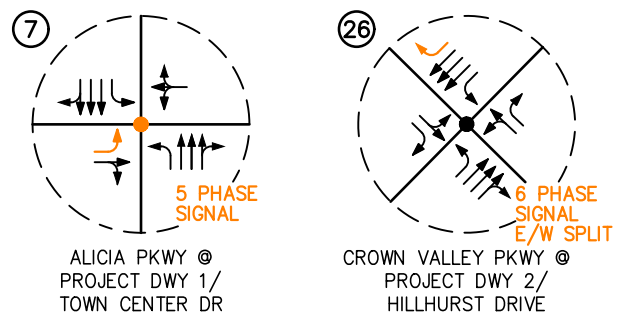 7
5 PHASE
SIGNAL
ALICIA PKWY @
PROJECT DWY 1/
TOWN CENTER DR
26
6 PHASE
SIGNAL
E/W SPLIT
CROWN VALLEY PKWY @
PROJECT DWY 2/
HILLHURST DRIVE